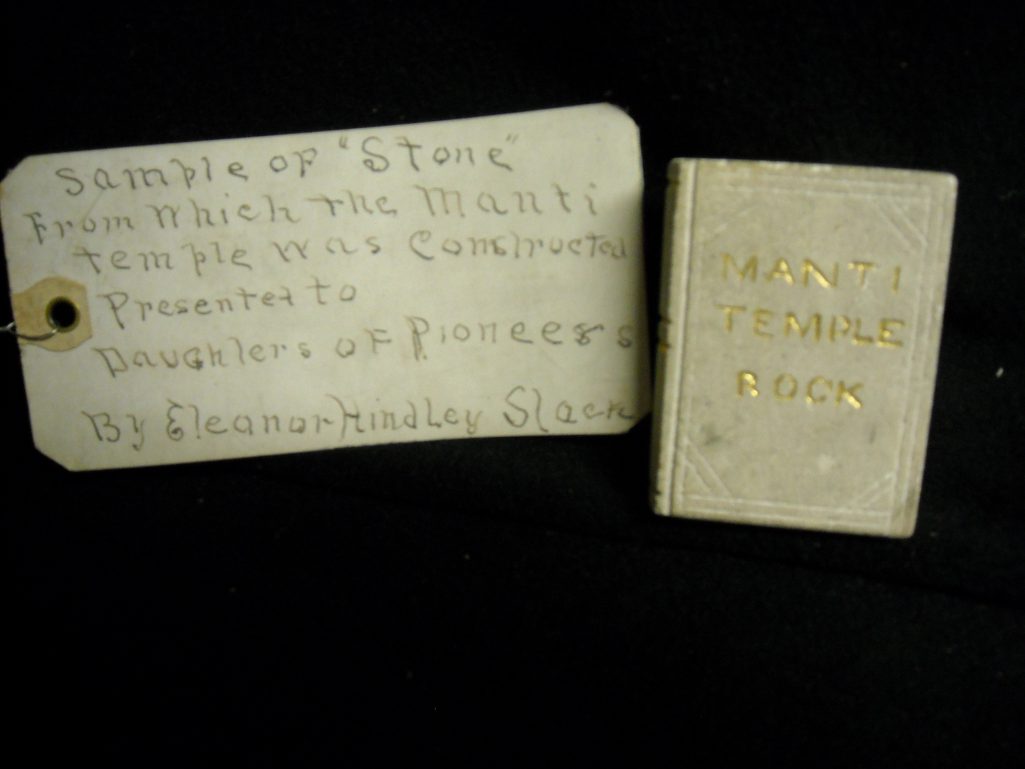 Sample of "Stone"
From Which the Manti
temple was Constructed
Presented to
Daughters of Pioneers
By Eleanor Hindley Slack
MANTI
TEMPLE
ROCK